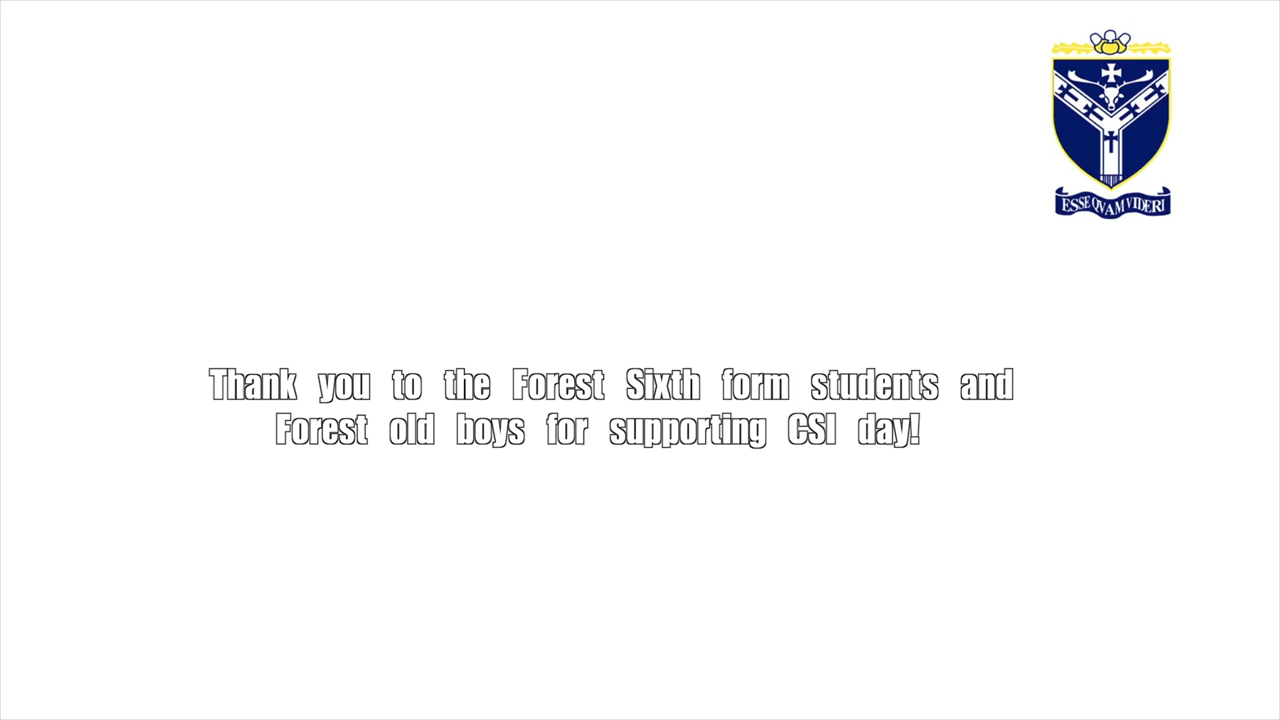 ESSE QVAM VIDERI
Thank you to the Forest Sixth form students and
Forest old boys for supporting CSI day!